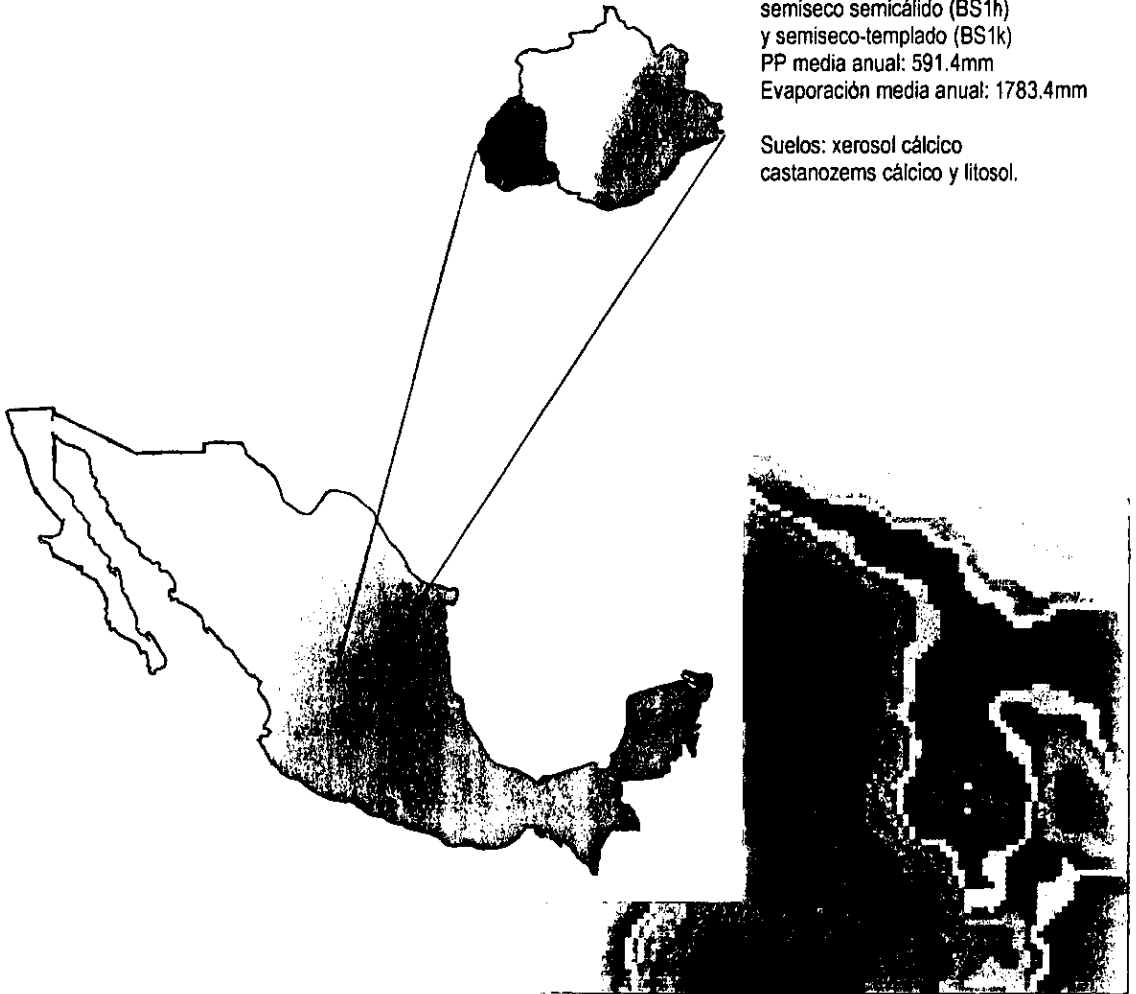 semiseco semicálido (BS1h)
y semiseco-templado (BS1k)
PP media anual: 591.4mm
Evaporación media anual: 1783.4mm
Suelos: xerosol cálcico
castanozems cálcico y litosol.